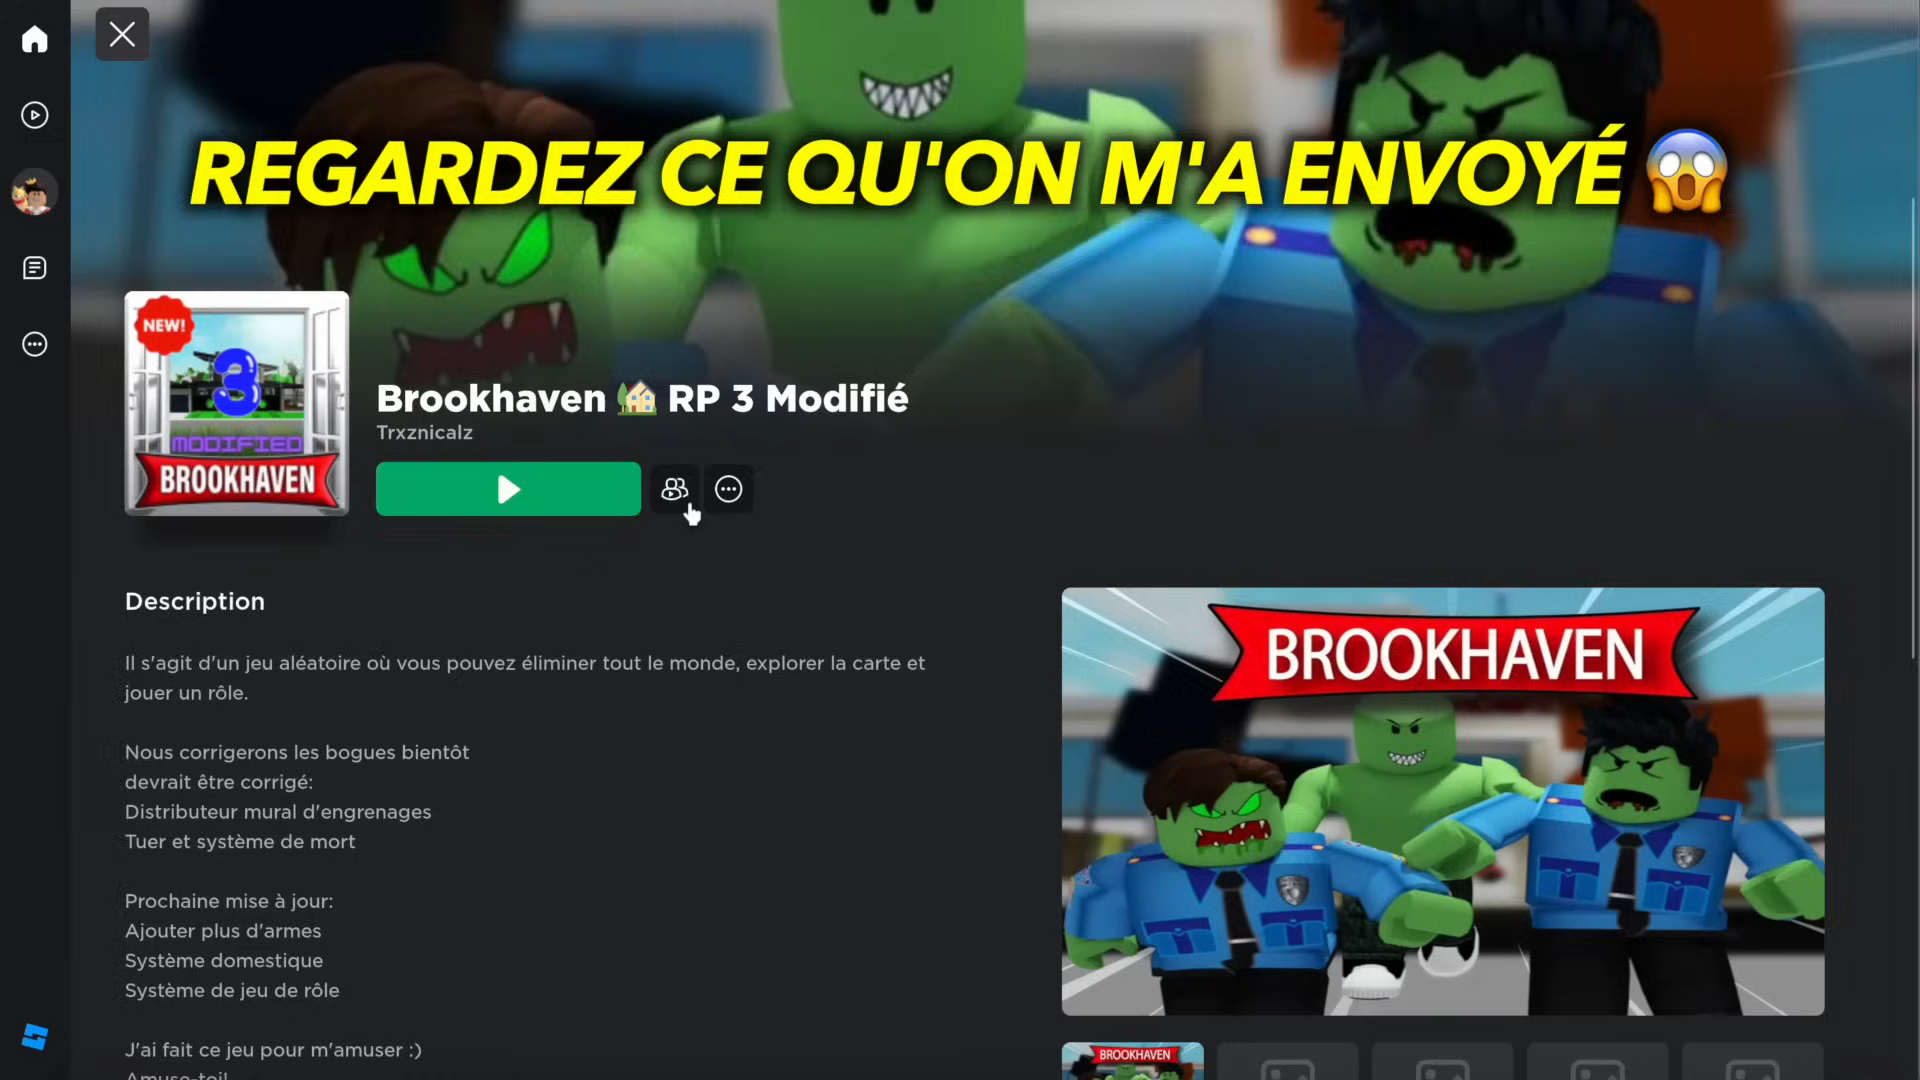 REGARDEZ CE QU'ON M'A ENVOYÉ 😱
NEW!
3
MODIFIED
BROOKHAVEN
Brookhaven 🏡 RP 3 Modifié
Trxznicalz
Description
Il s'agit d'un jeu aléatoire où vous pouvez éliminer tout le monde, explorer la carte et
jouer un rôle.
Nous corrigerons les bogues bientôt
devrait être corrigé:
Distributeur mural d'engrenages
Tuer et système de mort
Prochaine mise à jour:
Ajouter plus d'armes
Système domestique
Système de jeu de rôle
J'ai fait ce jeu pour m'amuser :)
Amuse-toi!
BROOKHAVEN
BROOKHAVEN